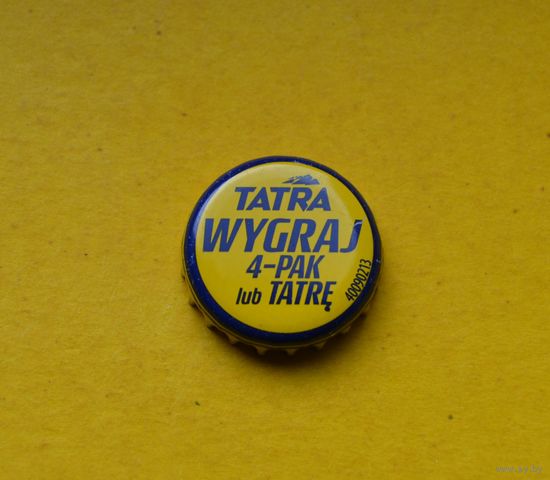 TATRA
WYGRAJ
4-PAK
lub TATRĘ
40090213